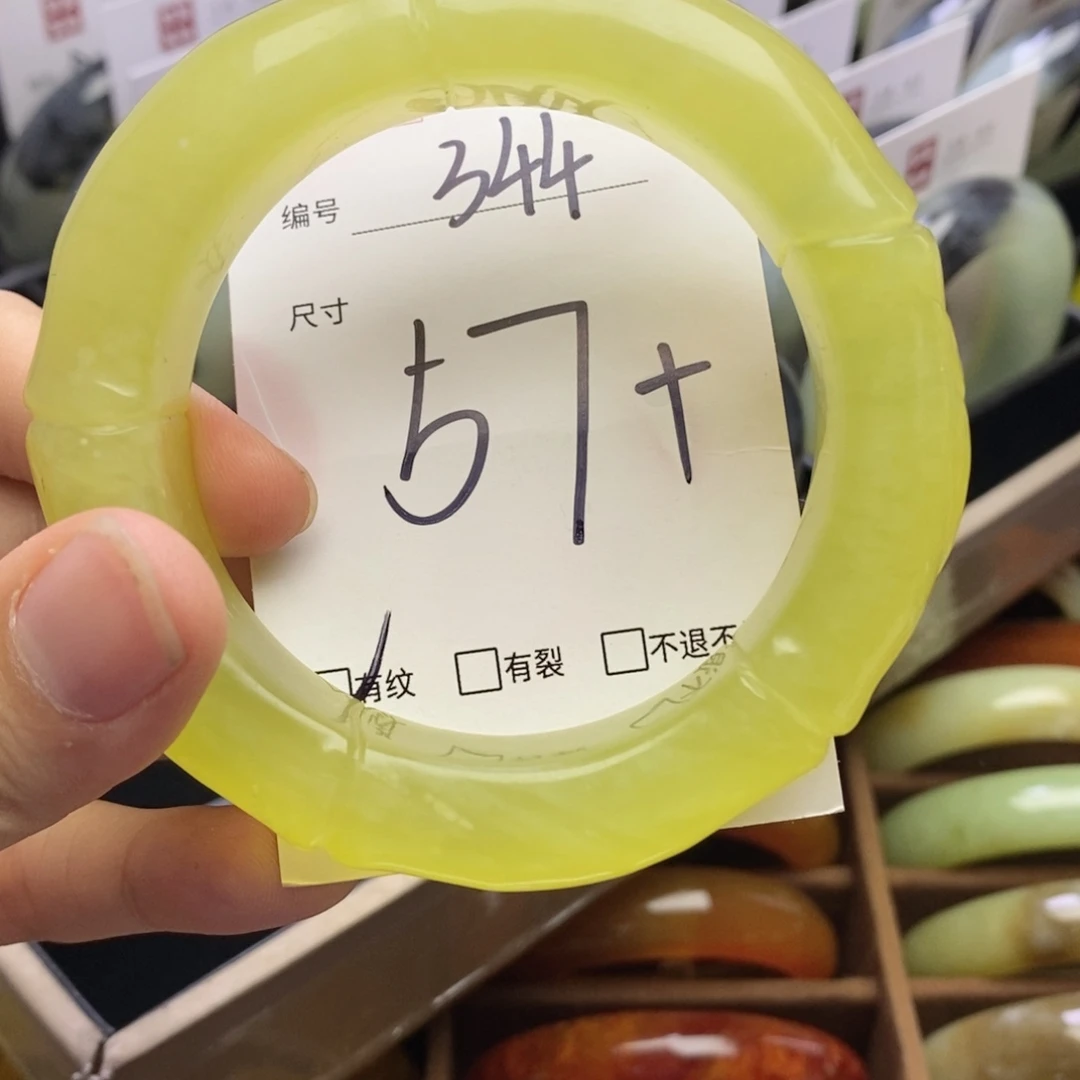 编号 344
尺寸
57+
有纹 有裂 不退不